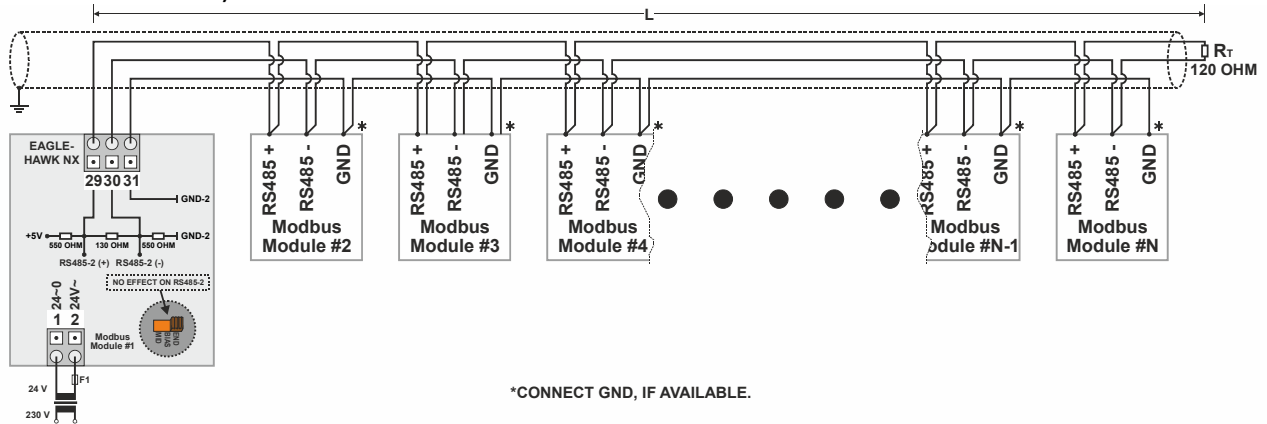 L
RT
120 OHM
EAGLE-
HAWK NX
29 30 31
GND-2
+5V
GND-2
550 OHM
130 OHM
550 OHM
RS485-2 (+)
RS485-2 (-)
NO EFFECT ON RS485-2
24~0
24V~
1
2
END
BIAS
MID
Modbus
Module #1
F1
24 V
230 V
*
RS485 +
RS485 -
GND
Modbus
Module #2
*
RS485 +
RS485 -
GND
Modbus
Module #3
*
RS485 +
RS485 -
GND
Modbus
Module #4
*
RS485 +
RS485 -
GND
Modbus
odule #N-1
*
RS485 +
RS485 -
GND
Modbus
Module #N
*CONNECT GND, IF AVAILABLE.